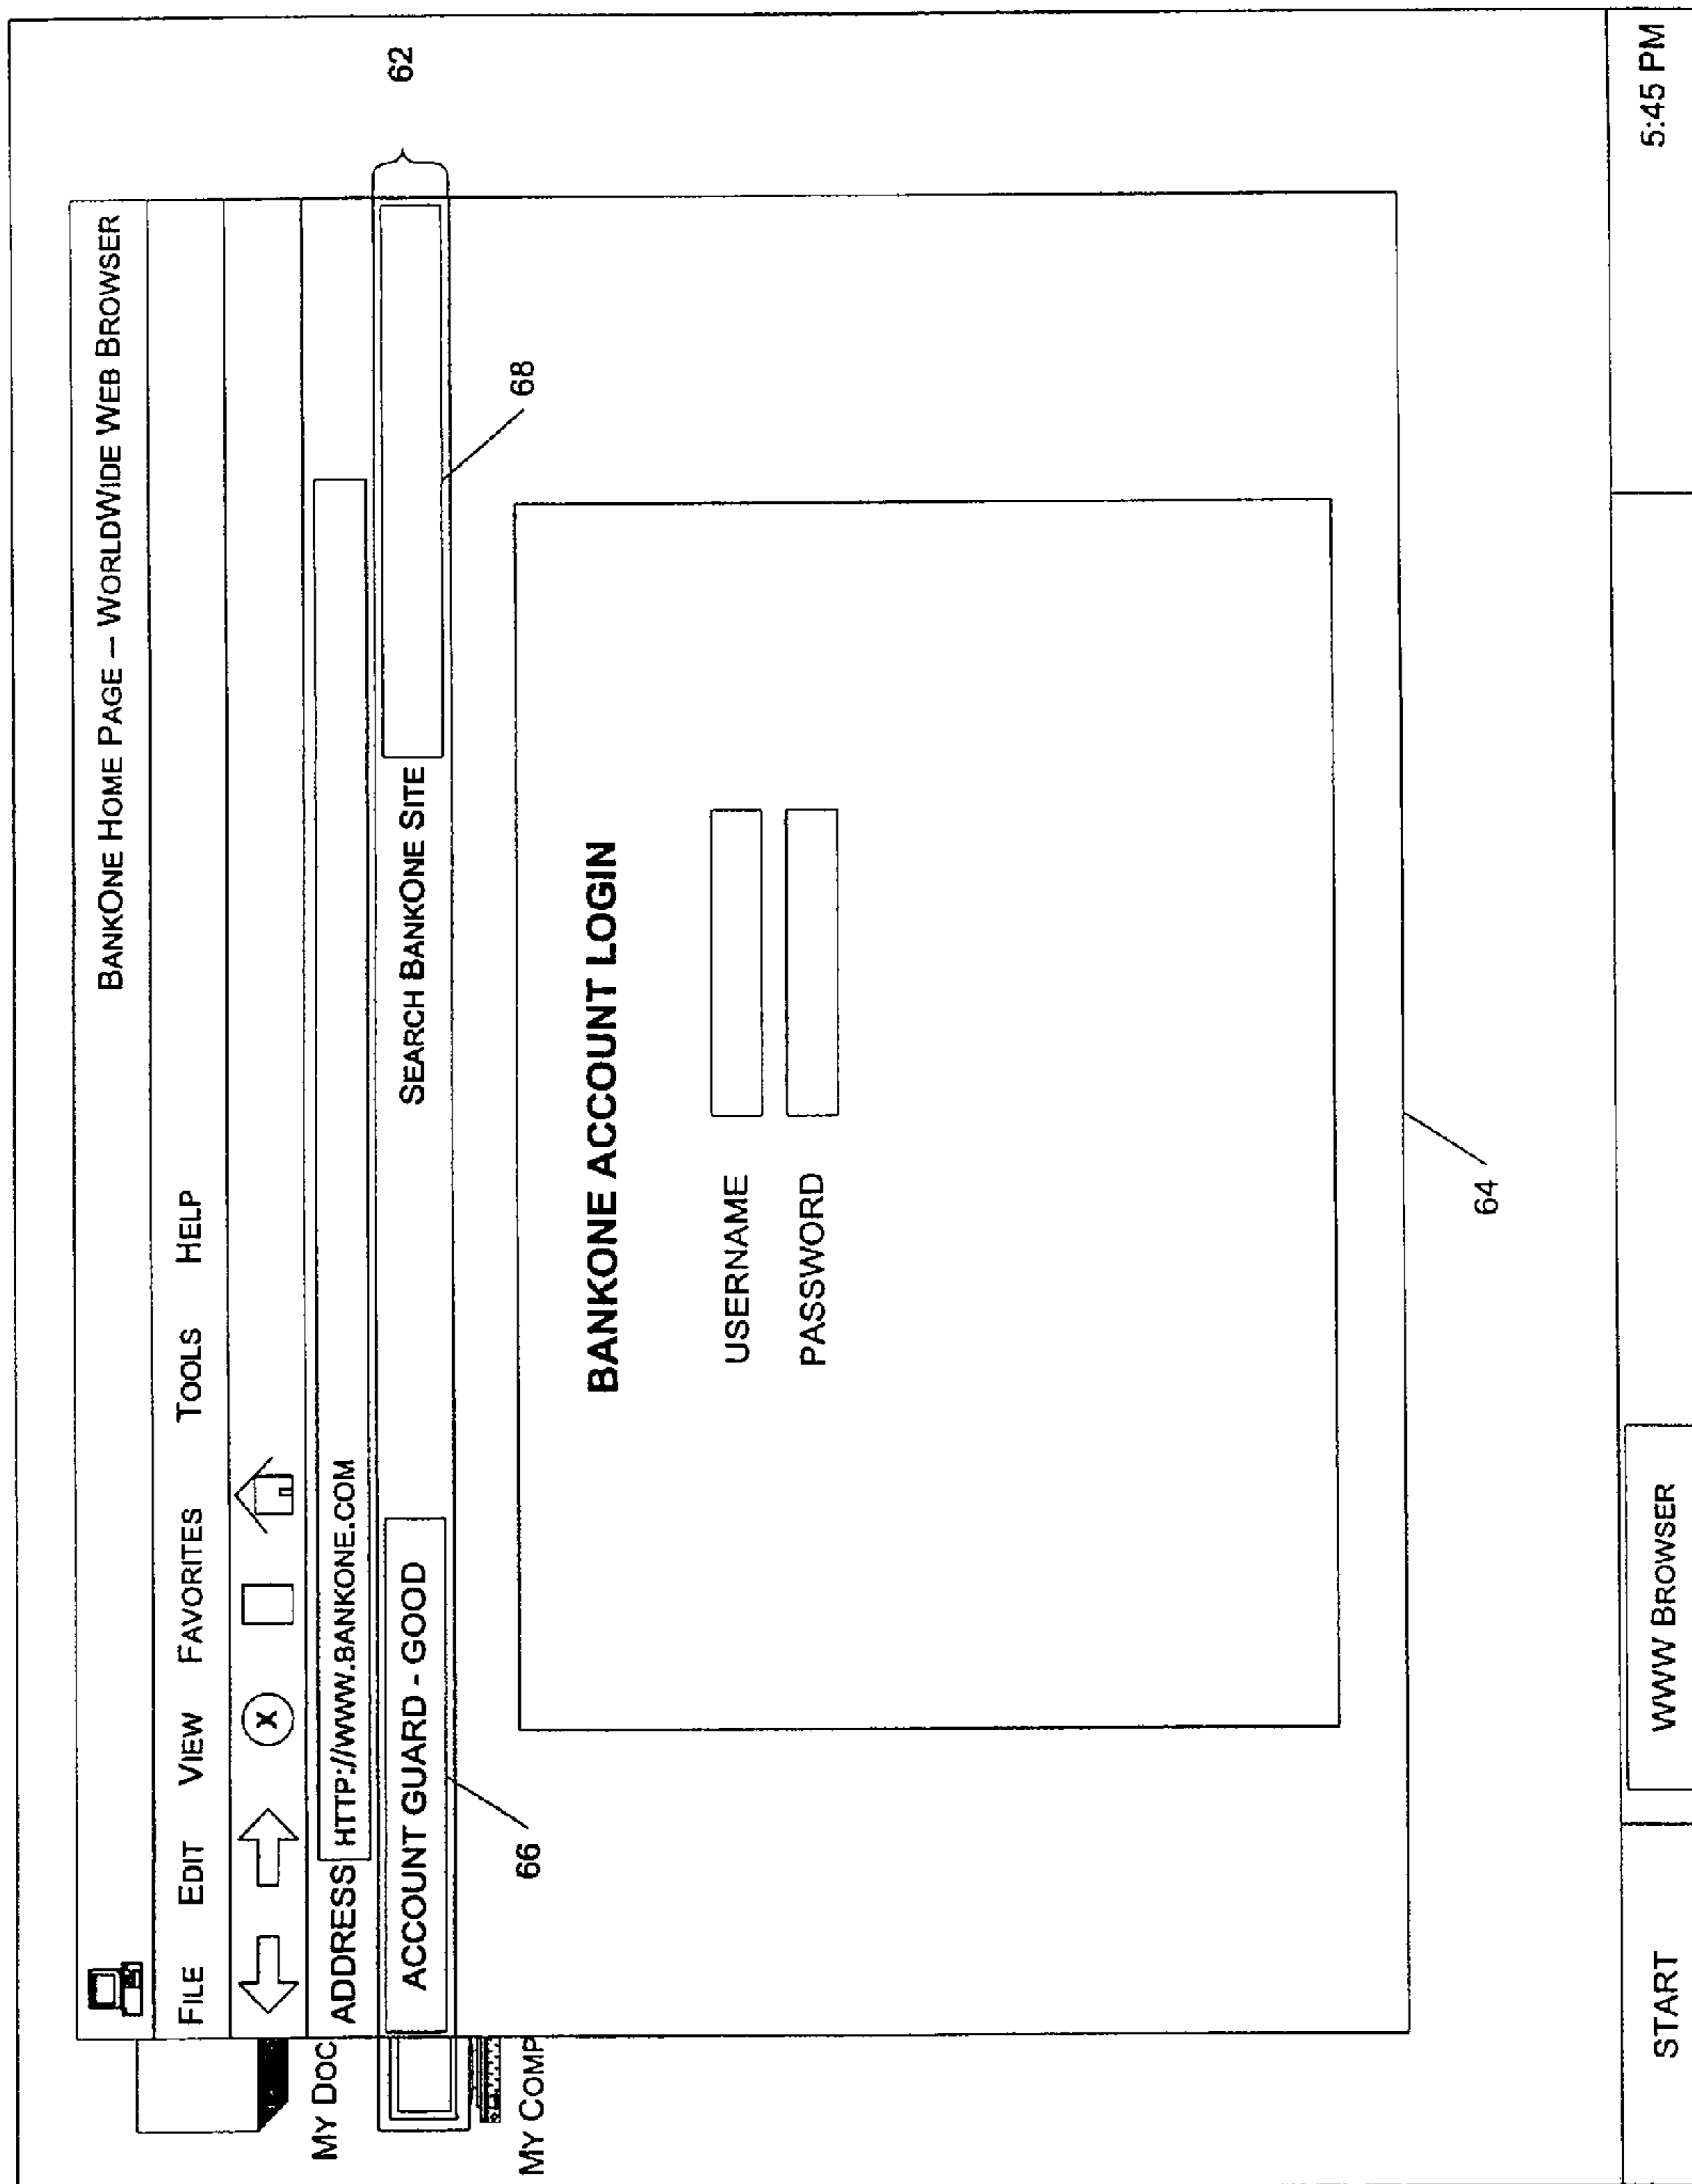 BANKONE HOME PAGE – WORLDWIDE WEB BROWSER
FILE EDIT VIEW FAVORITES TOOLS HELP
X
ADDRESS HTTP://WWW.BANKONE.COM
ACCOUNT GUARD - GOOD SEARCH BANKONE SITE
62
66
68
MY DOC
MY COMP
BANKONE ACCOUNT LOGIN
USERNAME
PASSWORD
64
START WWW BROWSER 5:45 PM